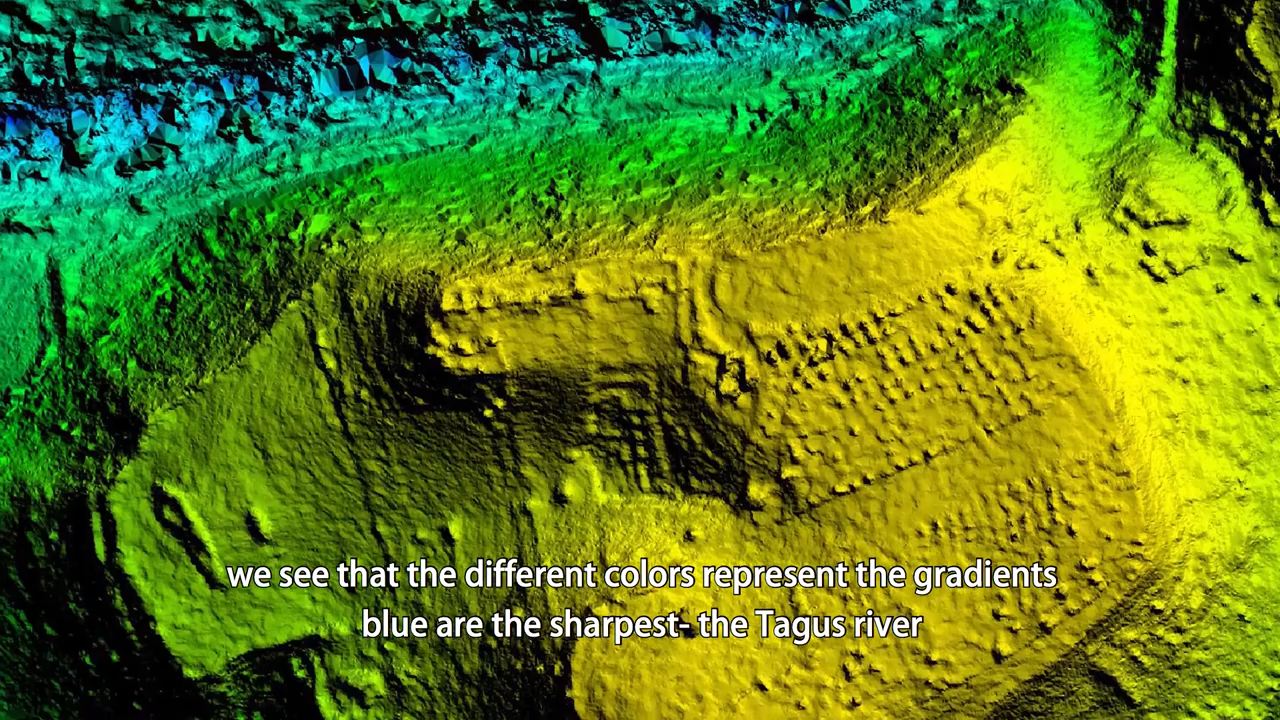 we see that the different colors represent the gradients
blue are the sharpest- the Tagus river